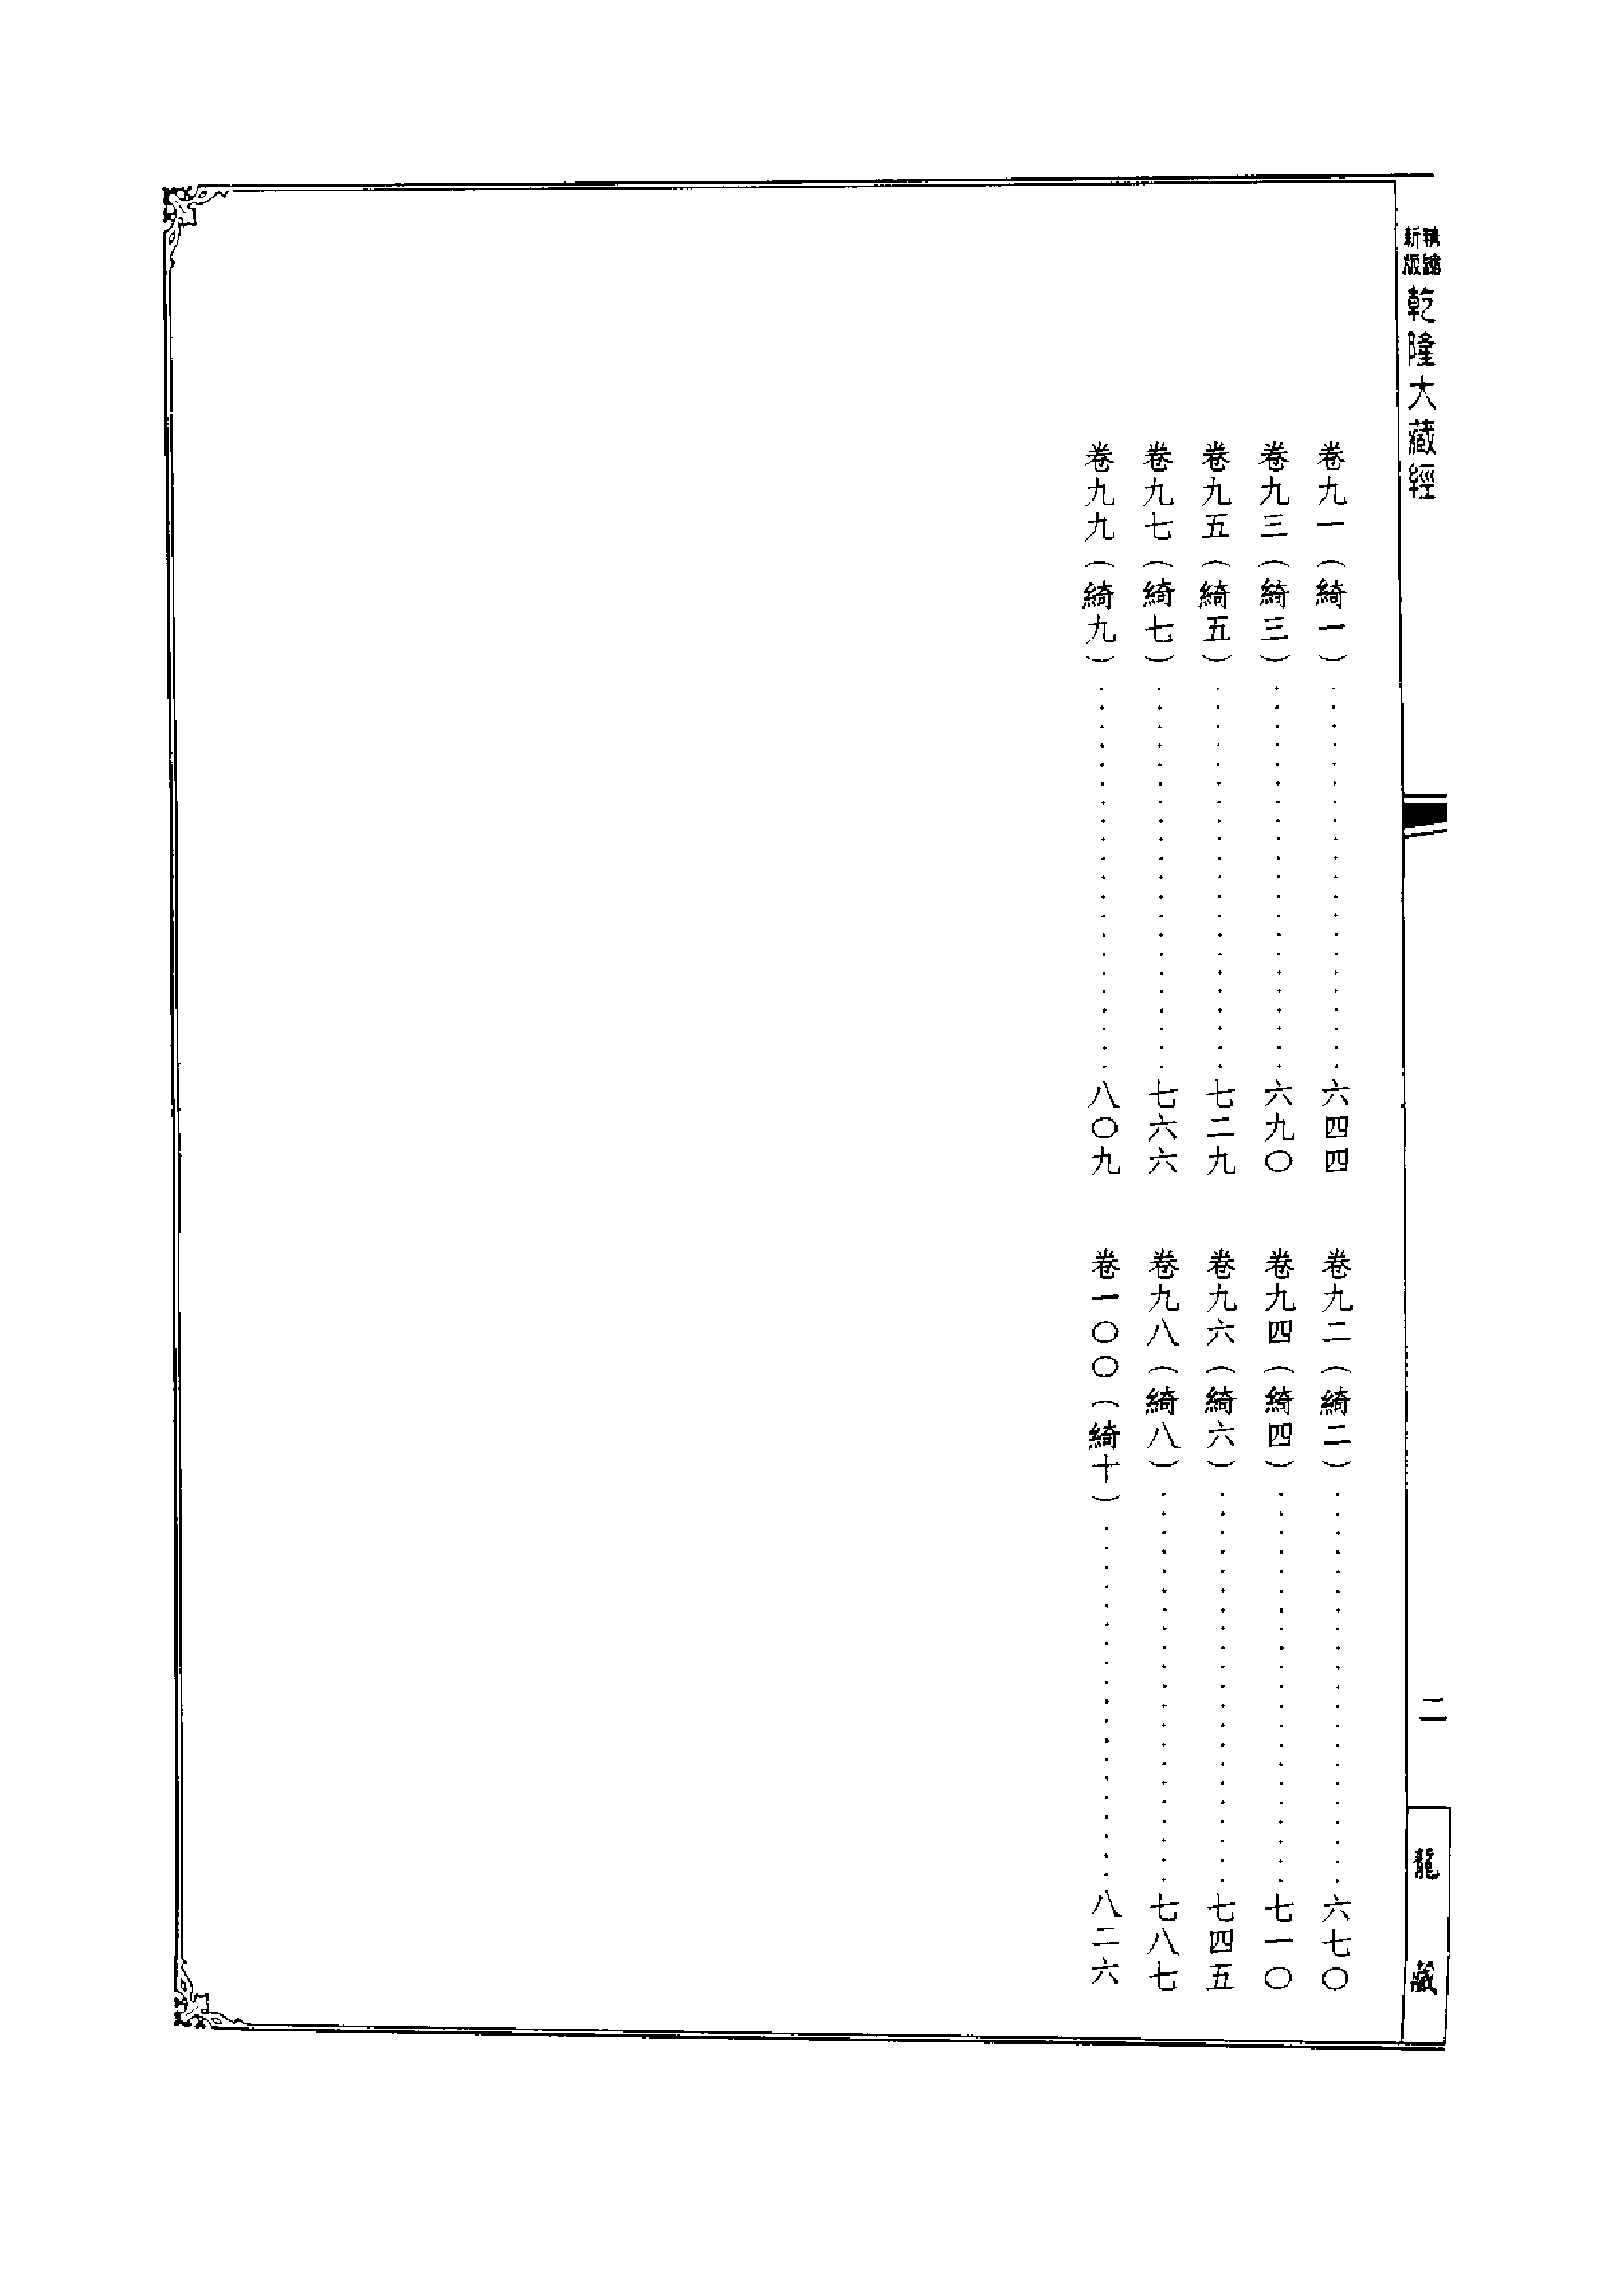 精縮
新版
乾隆大藏經
二
龍藏
卷九一（綺一）……………………六四四
卷九二（綺二）……………………六七〇
卷九三（綺三）……………………六九〇
卷九四（綺四）……………………七一〇
卷九五（綺五）……………………七二九
卷九六（綺六）……………………七四五
卷九七（綺七）……………………七六六
卷九八（綺八）……………………七八七
卷九九（綺九）……………………八〇九
卷一〇〇（綺十）…………………八二六